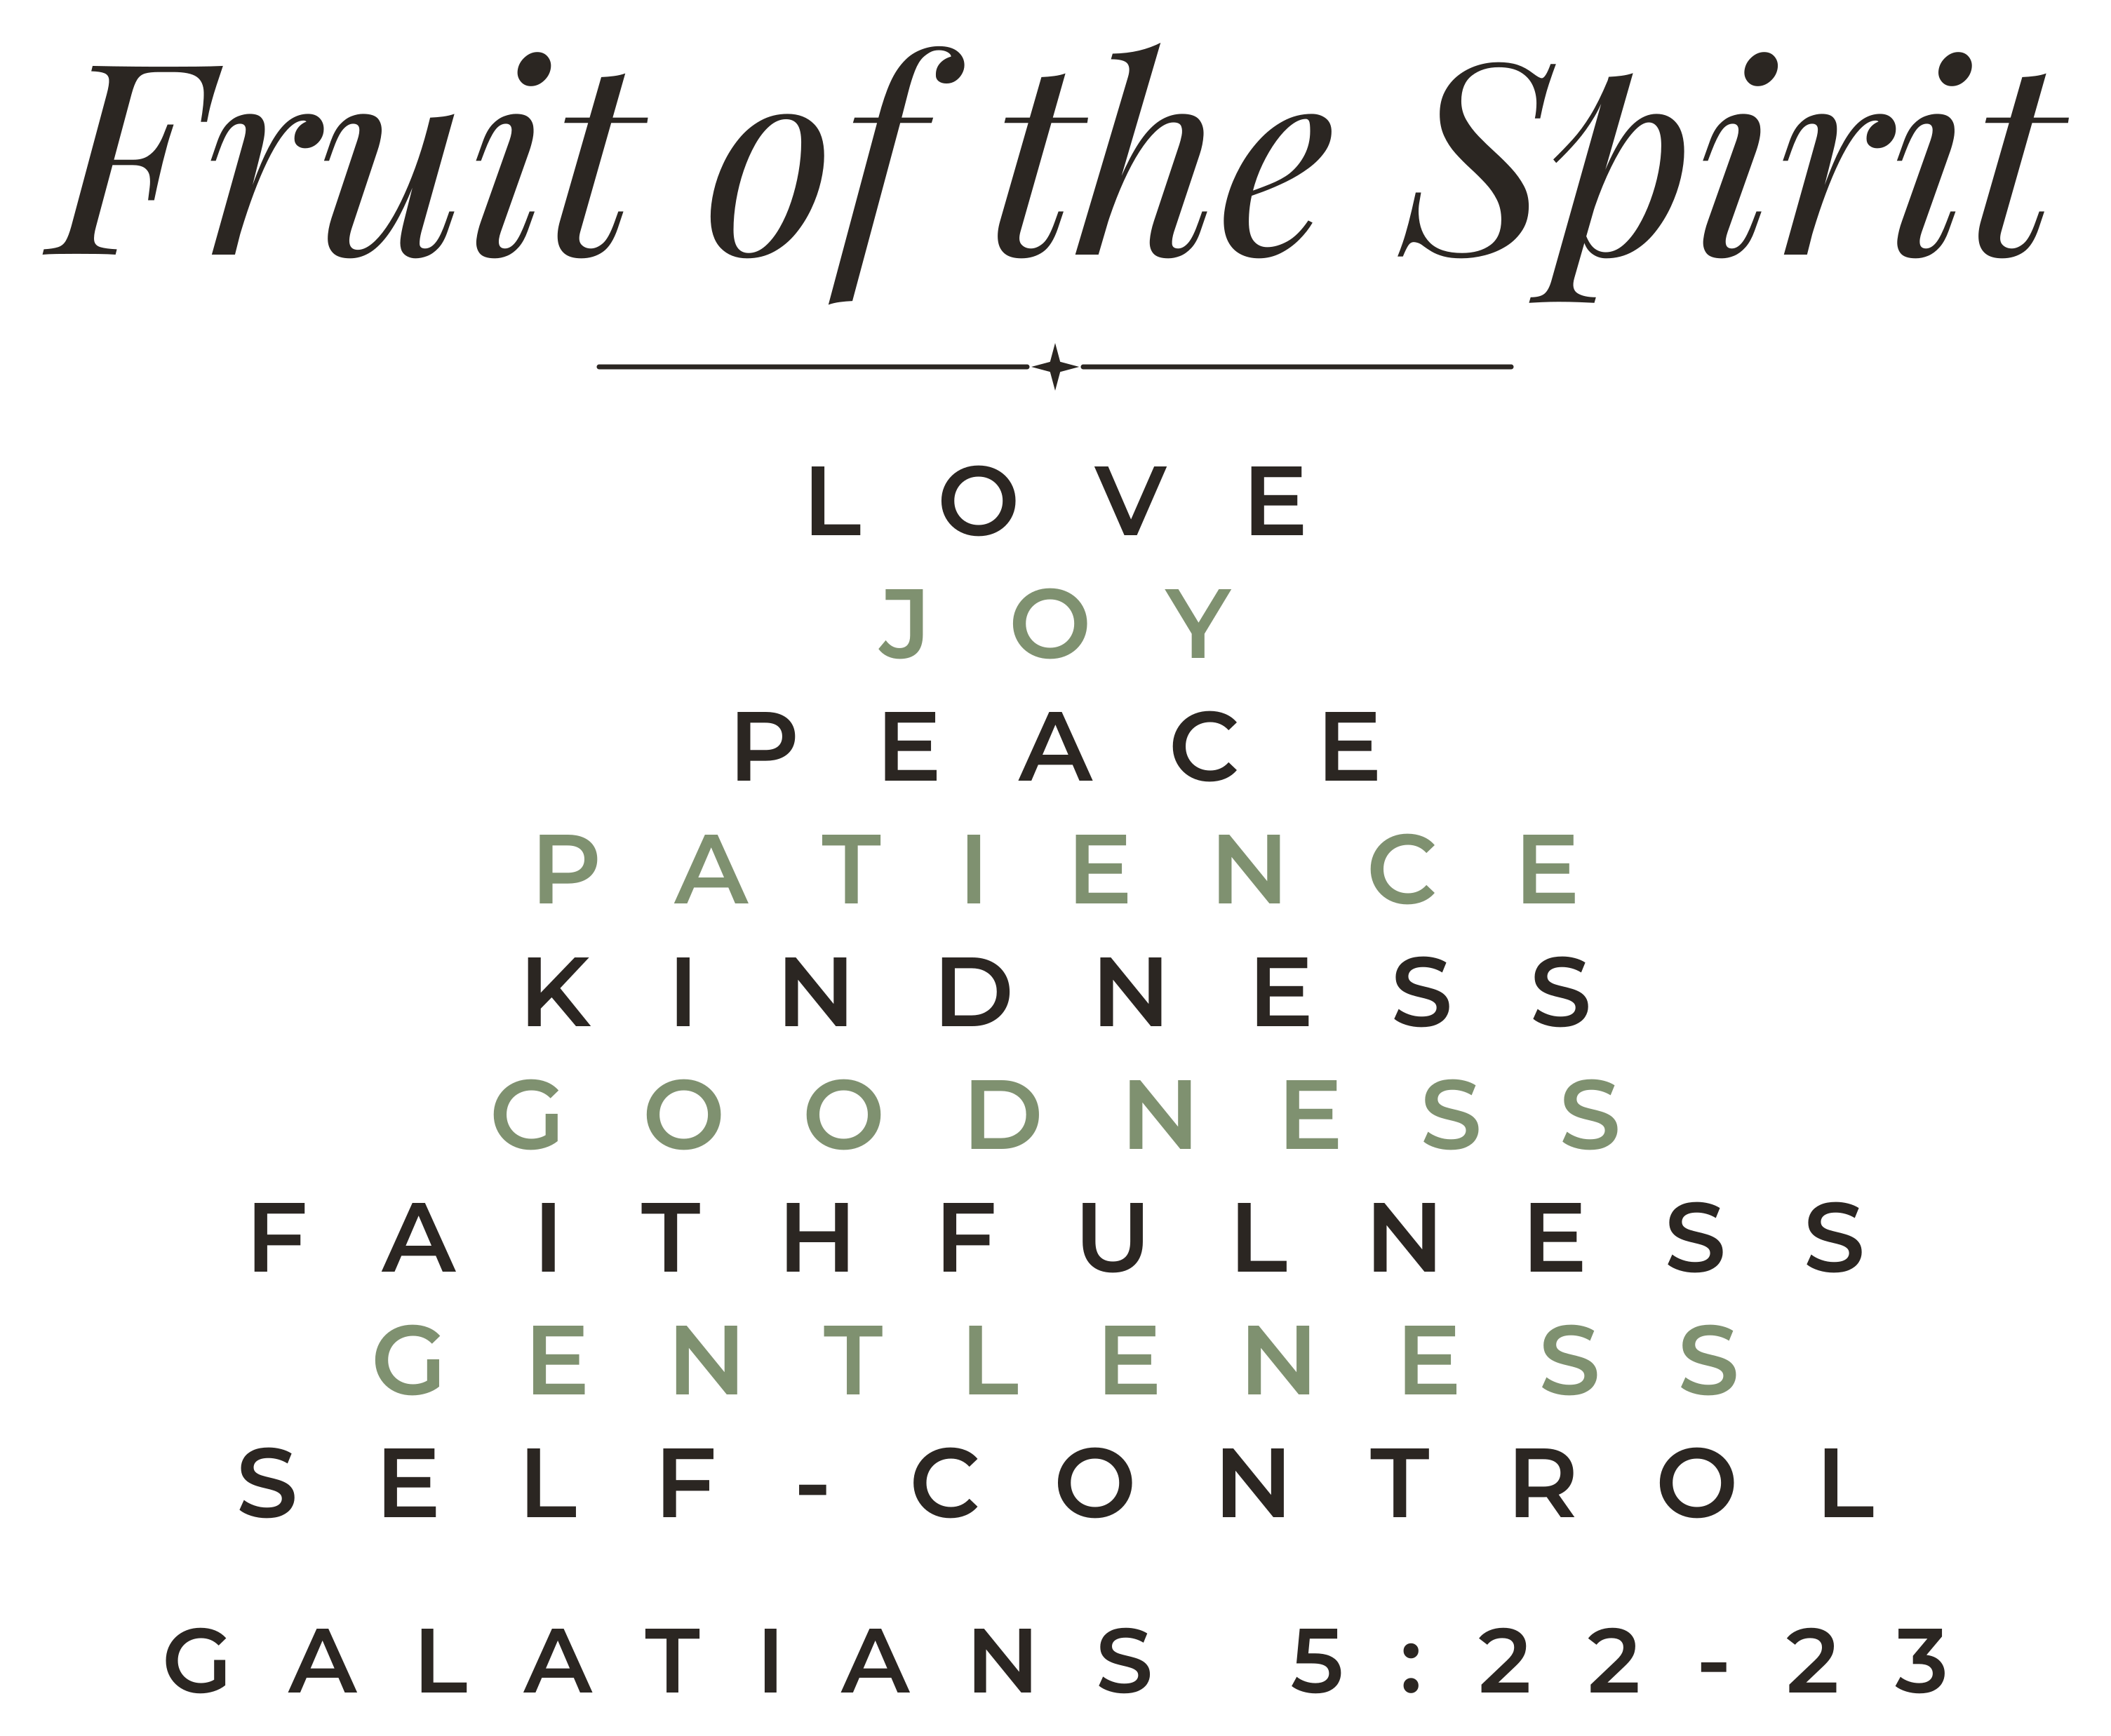 Fruit of the Spirit
LOVE
JOY
PEACE
PATIENCE
KINDNESS
GOODNESS
FAITHFULNESS
GENTLENESS
SELF-CONTROL
GALATIANS 5:22-23